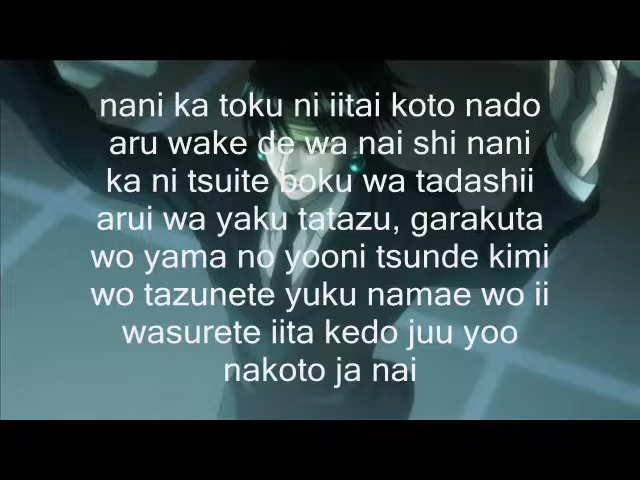 nani ka toku ni iitai koto nado
aru wake de wa nai shi nani
ka ni tsuite boku wa tadashii
arui wa yaku tatazu, garakuta
wo yama no yooni tsunde kimi
wo tazunete yuku namae wo ii
wasurete iita kedo juu yoo
nakoto ja nai